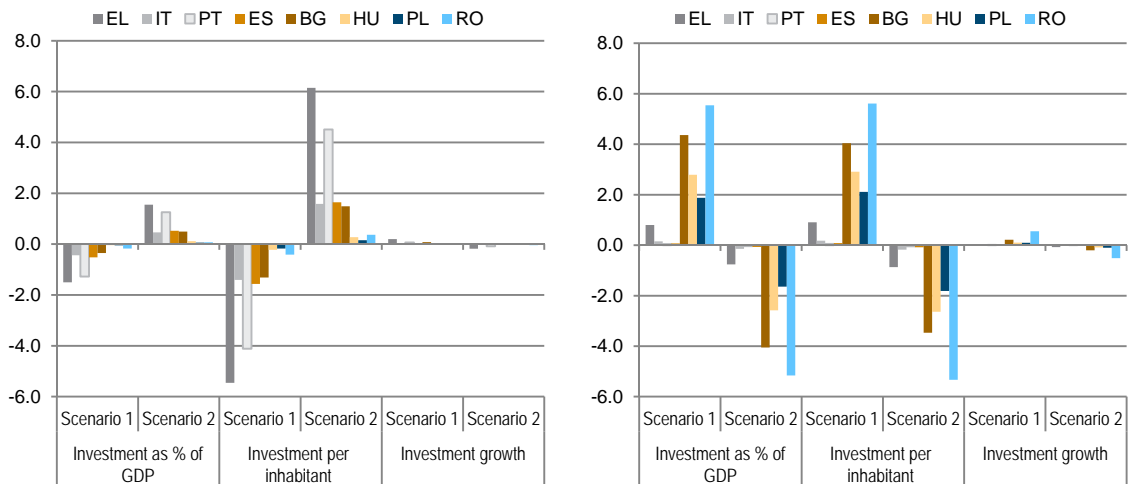 EL IT PT ES BG HU PL RO
8.0
6.0
4.0
2.0
0.0
-2.0
-4.0
-6.0
Scenario 1 Scenario 2 Scenario 1 Scenario 2 Scenario 1 Scenario 2
Investment as % of GDP
Investment per inhabitant
Investment growth
EL IT PT ES BG HU PL RO
8.0
6.0
4.0
2.0
0.0
-2.0
-4.0
-6.0
Scenario 1 Scenario 2 Scenario 1 Scenario 2 Scenario 1 Scenario 2
Investment as % of GDP
Investment per inhabitant
Investment growth